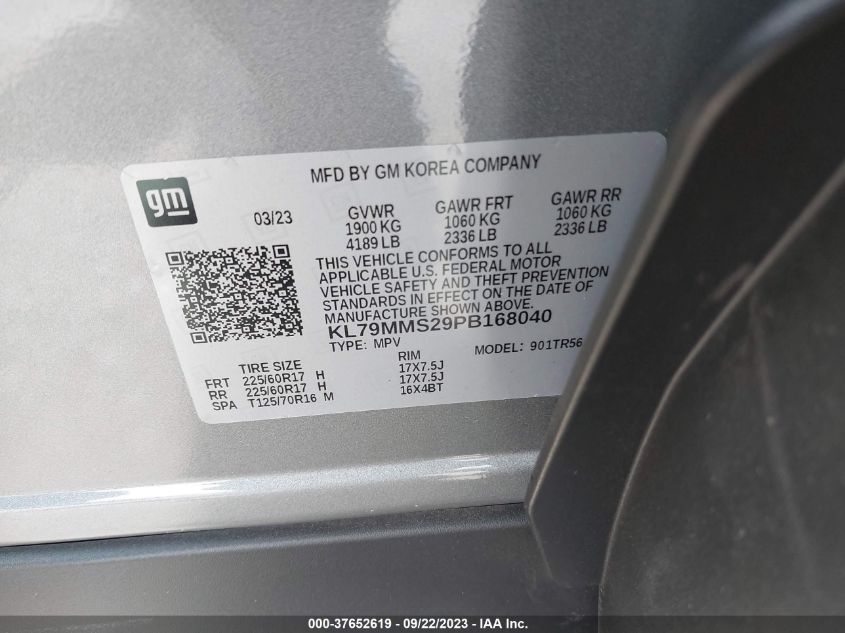 gm
MFD BY GM KOREA COMPANY
03/23
GVWR GAWR FRT GAWR RR
1900 KG 1060 KG 1060 KG
4189 LB 2336 LB 2336 LB
THIS VEHICLE CONFORMS TO ALL
APPLICABLE U.S. FEDERAL MOTOR
VEHICLE SAFETY AND THEFT PREVENTION
STANDARDS IN EFFECT ON THE DATE OF
MANUFACTURE SHOWN ABOVE.
KL79MMS29PB168040
TYPE: MPV MODEL: 901TR56
TIRE SIZE RIM
FRT 225/60R17 H 17X7.5J
RR 225/60R17 H 17X7.5J
SPA T125/70R16 M 16X4BT
000-37652619 - 09/22/2023 - IAA Inc.